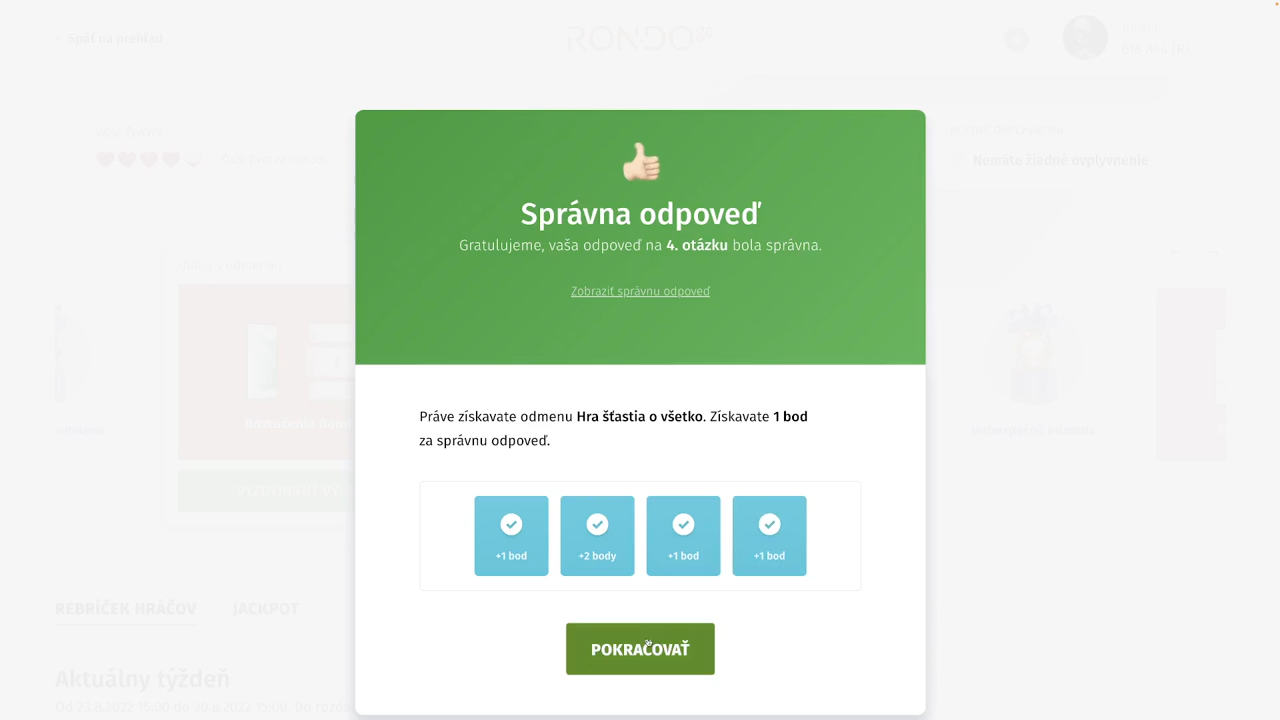 Späť na prehľad
RONDO
Nemáte žiadné ovplyvnenie
Správna odpoveď
Gratulujeme, vaša odpoveď na 4. otázku bola správna.
Zobraziť správnu odpoveď
Práve získavate odmenu Hra šťastia o všetko. Získavate 1 bod
za správnu odpoveď.
+1 bod
+2 body
+1 bod
+1 bod
POKRAČOVAŤ
REBRÍČEK HRÁČOV
JACKPOT
Aktuálny týždeň